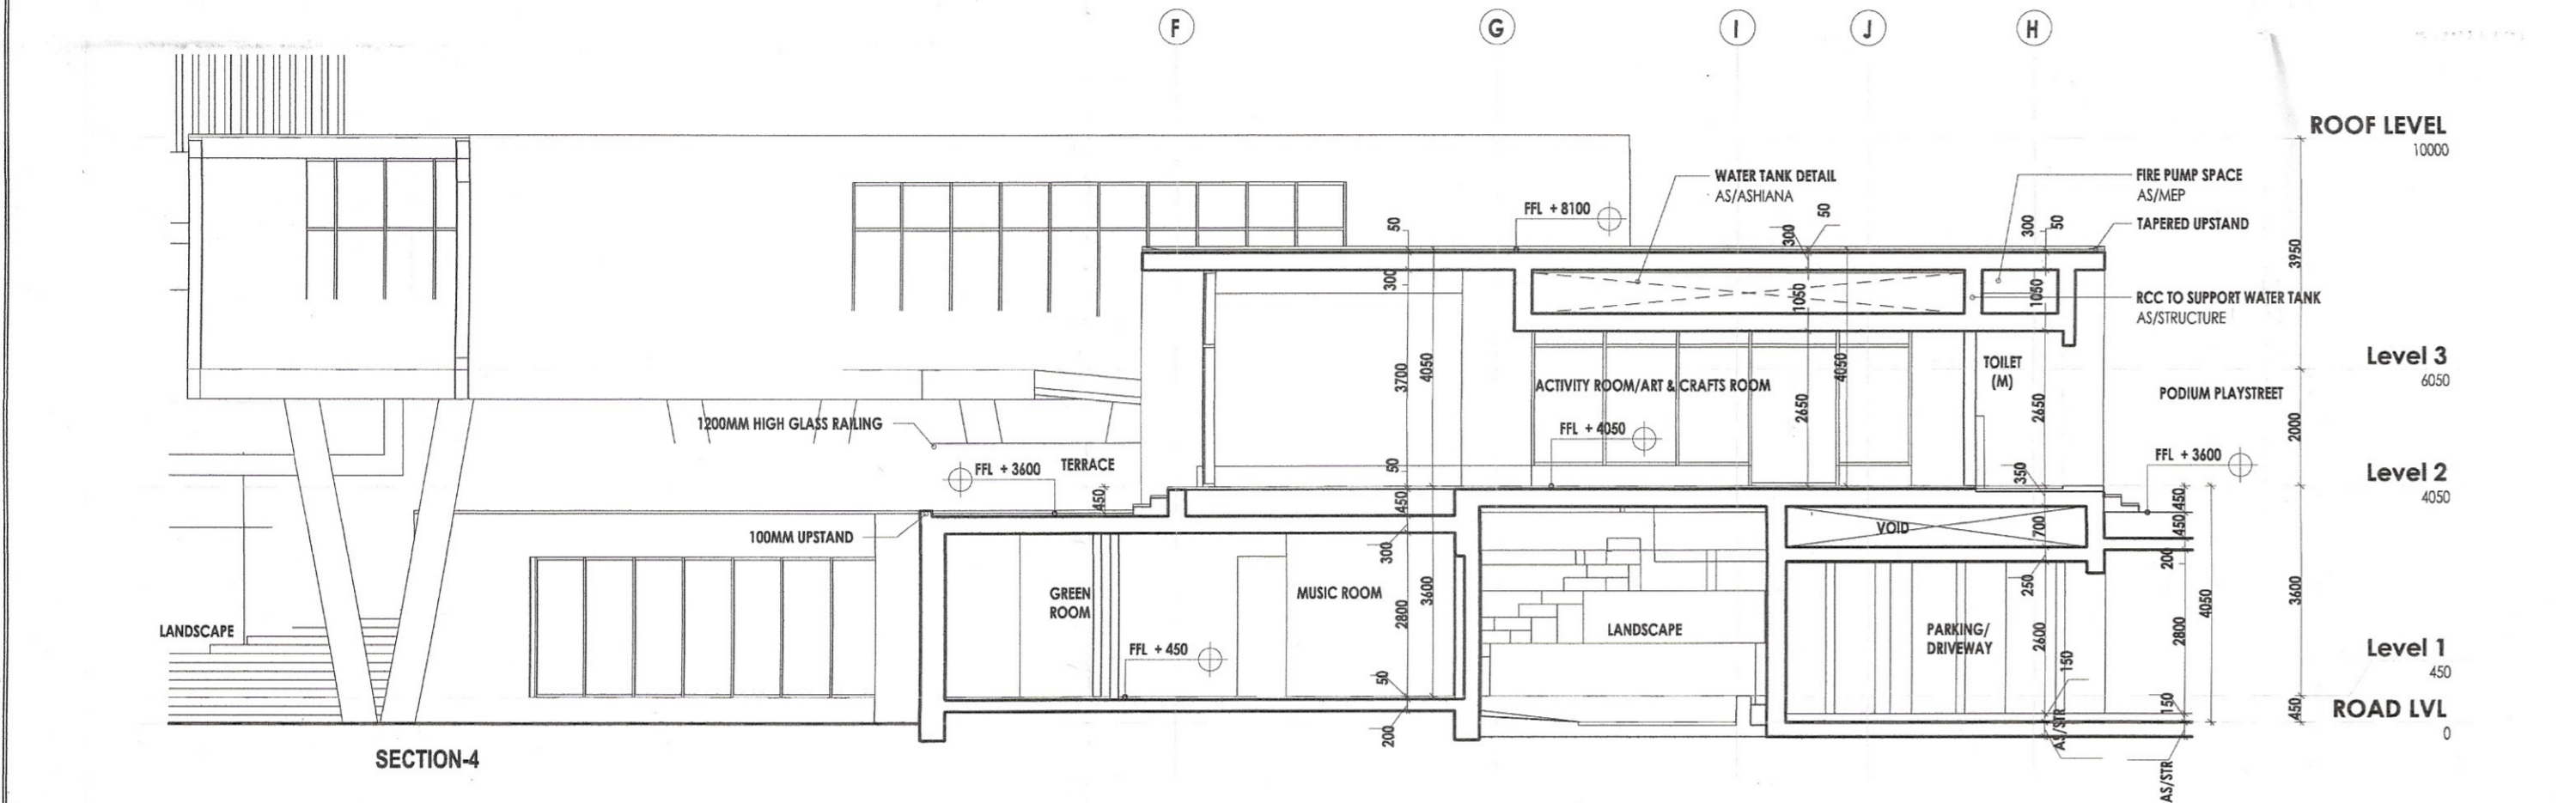 F
G
I
J
H
ROOF LEVEL
10000
WATER TANK DETAIL
AS/ASHIANA
FIRE PUMP SPACE
AS/MEP
TAPERED UPSTAND
FFL + 8100
50
300
50
300
50
3950
300
1050
1050
RCC TO SUPPORT WATER TANK
AS/STRUCTURE
Level 3
6050
TOILET
(M)
3700
4050
4050
ACTIVITY ROOM/ART & CRAFTS ROOM
PODIUM PLAYSTREET
2650
2650
2000
1200MM HIGH GLASS RAILING
FFL + 4050
FFL + 3600
TERRACE
FFL + 3600
50
350
Level 2
4050
450
450
450
100MM UPSTAND
VOID
700
450
300
200
250
GREEN
ROOM
MUSIC ROOM
2800
3600
4050
3600
LANDSCAPE
LANDSCAPE
PARKING/
DRIVEWAY
2600
2800
FFL + 450
150
Level 1
450
50
150
450
ROAD LVL
0
200
AS/STR
AS/STR
SECTION-4